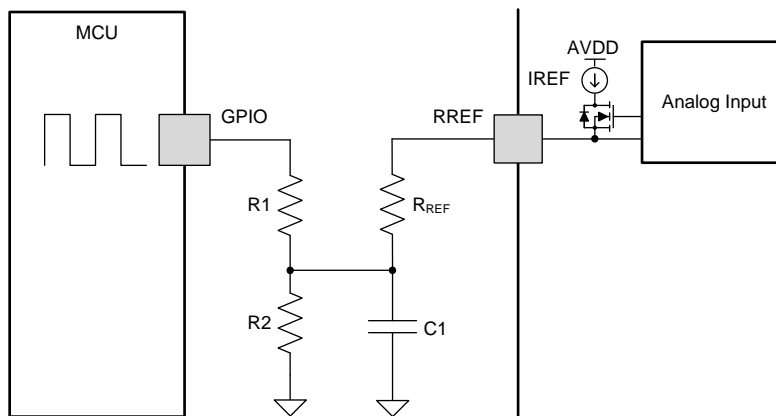 MCU
AVDD
IREF
Analog Input
GPIO
RREF
R1
RREF
R2
C1